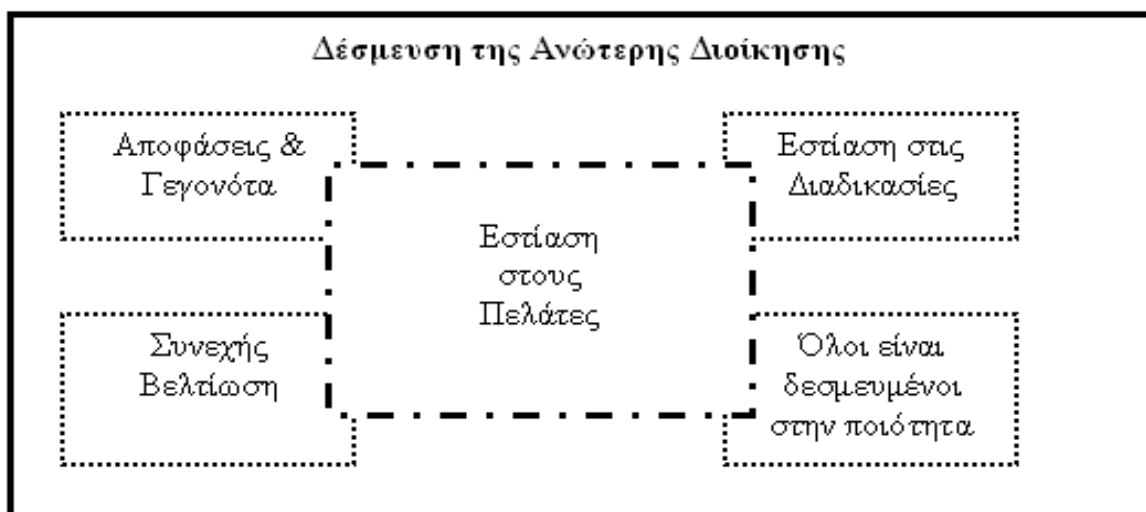 Δέσμευση της Ανώτερης Διοίκησης
Αποφάσεις &
Γεγονότα
Εστίαση στις
Διαδικασίες
Εστίαση
στους
Πελάτες
Συνεχής
Βελτίωση
Όλοι είναι
δεσμευμένοι
στην ποιότητα